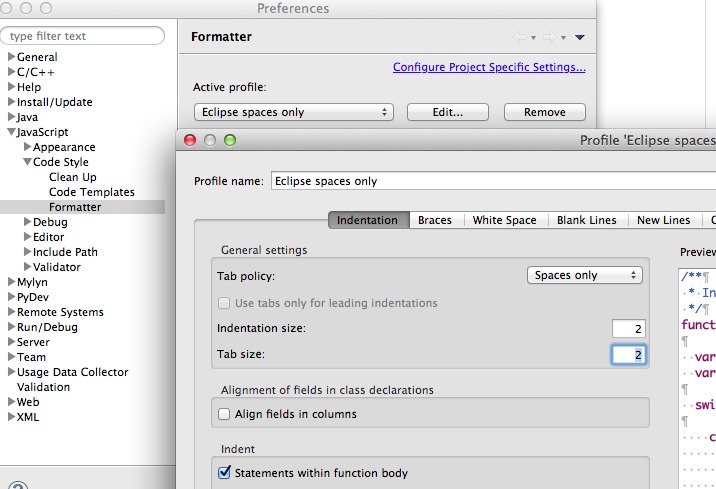 Preferences
type filter text
General
C/C++
Help
Install/Update
Java
JavaScript
Appearance
Code Style
Clean Up
Code Templates
Formatter
Debug
Editor
Include Path
Validator
Mylyn
PyDev
Remote Systems
Run/Debug
Server
Team
Usage Data Collector
Validation
Web
XML
Formatter
Configure Project Specific Settings...
Active profile:
Eclipse spaces only
Edit...
Remove
Profile 'Eclipse spaces
Profile name: Eclipse spaces only
Indentation Braces White Space Blank Lines New Lines C
General settings
Tab policy: Spaces only
Use tabs only for leading indentations
Indentation size: 2
Tab size: 2
Alignment of fields in class declarations
Align fields in columns
Indent
Statements within function body
Preview
/**¶
· * · In
· */¶
funct
¶
·· var
·· var
¶
·· swi
¶
···· c